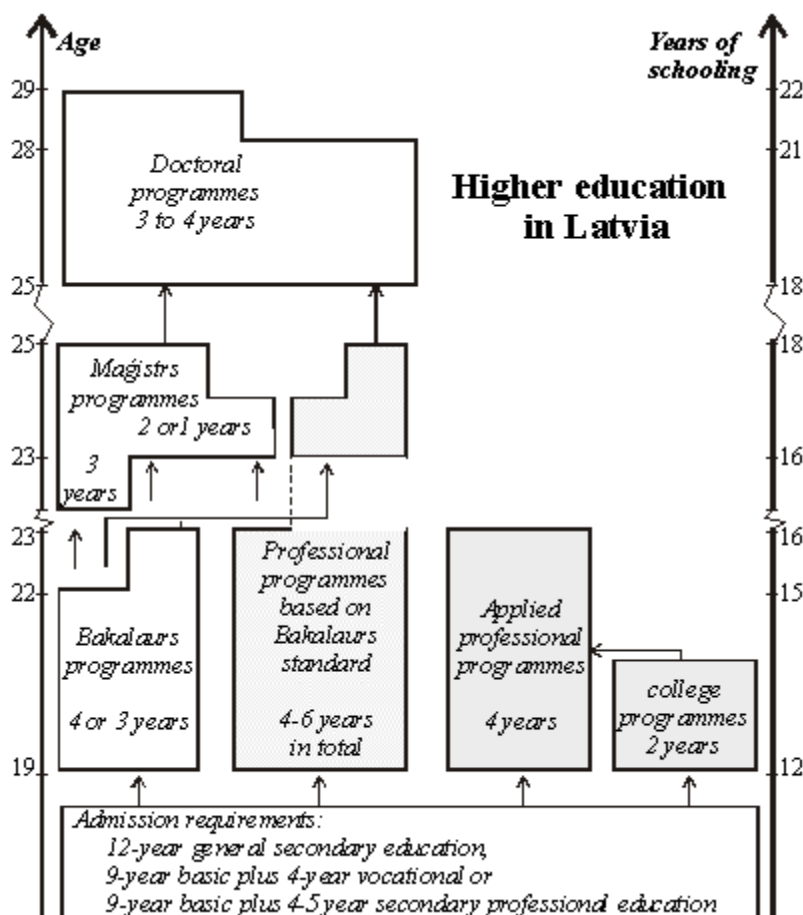 Age
Years of
schooling
29
22
28
21
Doctoral
programmes
3 to 4 years
Higher education
in Latvia
25
18
25
18
Maģistrs
programmes
2 or1 years
23
16
3
years
23
16
22
15
Professional
programmes
based on
Bakalaurs
standard
4-6 years
in total
Applied
professional
programmes
4 years
Bakalaurs
programmes
4 or 3 years
college
programmes
2 years
19
12
Admission requirements:
12-year general secondary education,
9-year basic plus 4-year vocational or
9-year basic plus 4-5 year secondary professional education